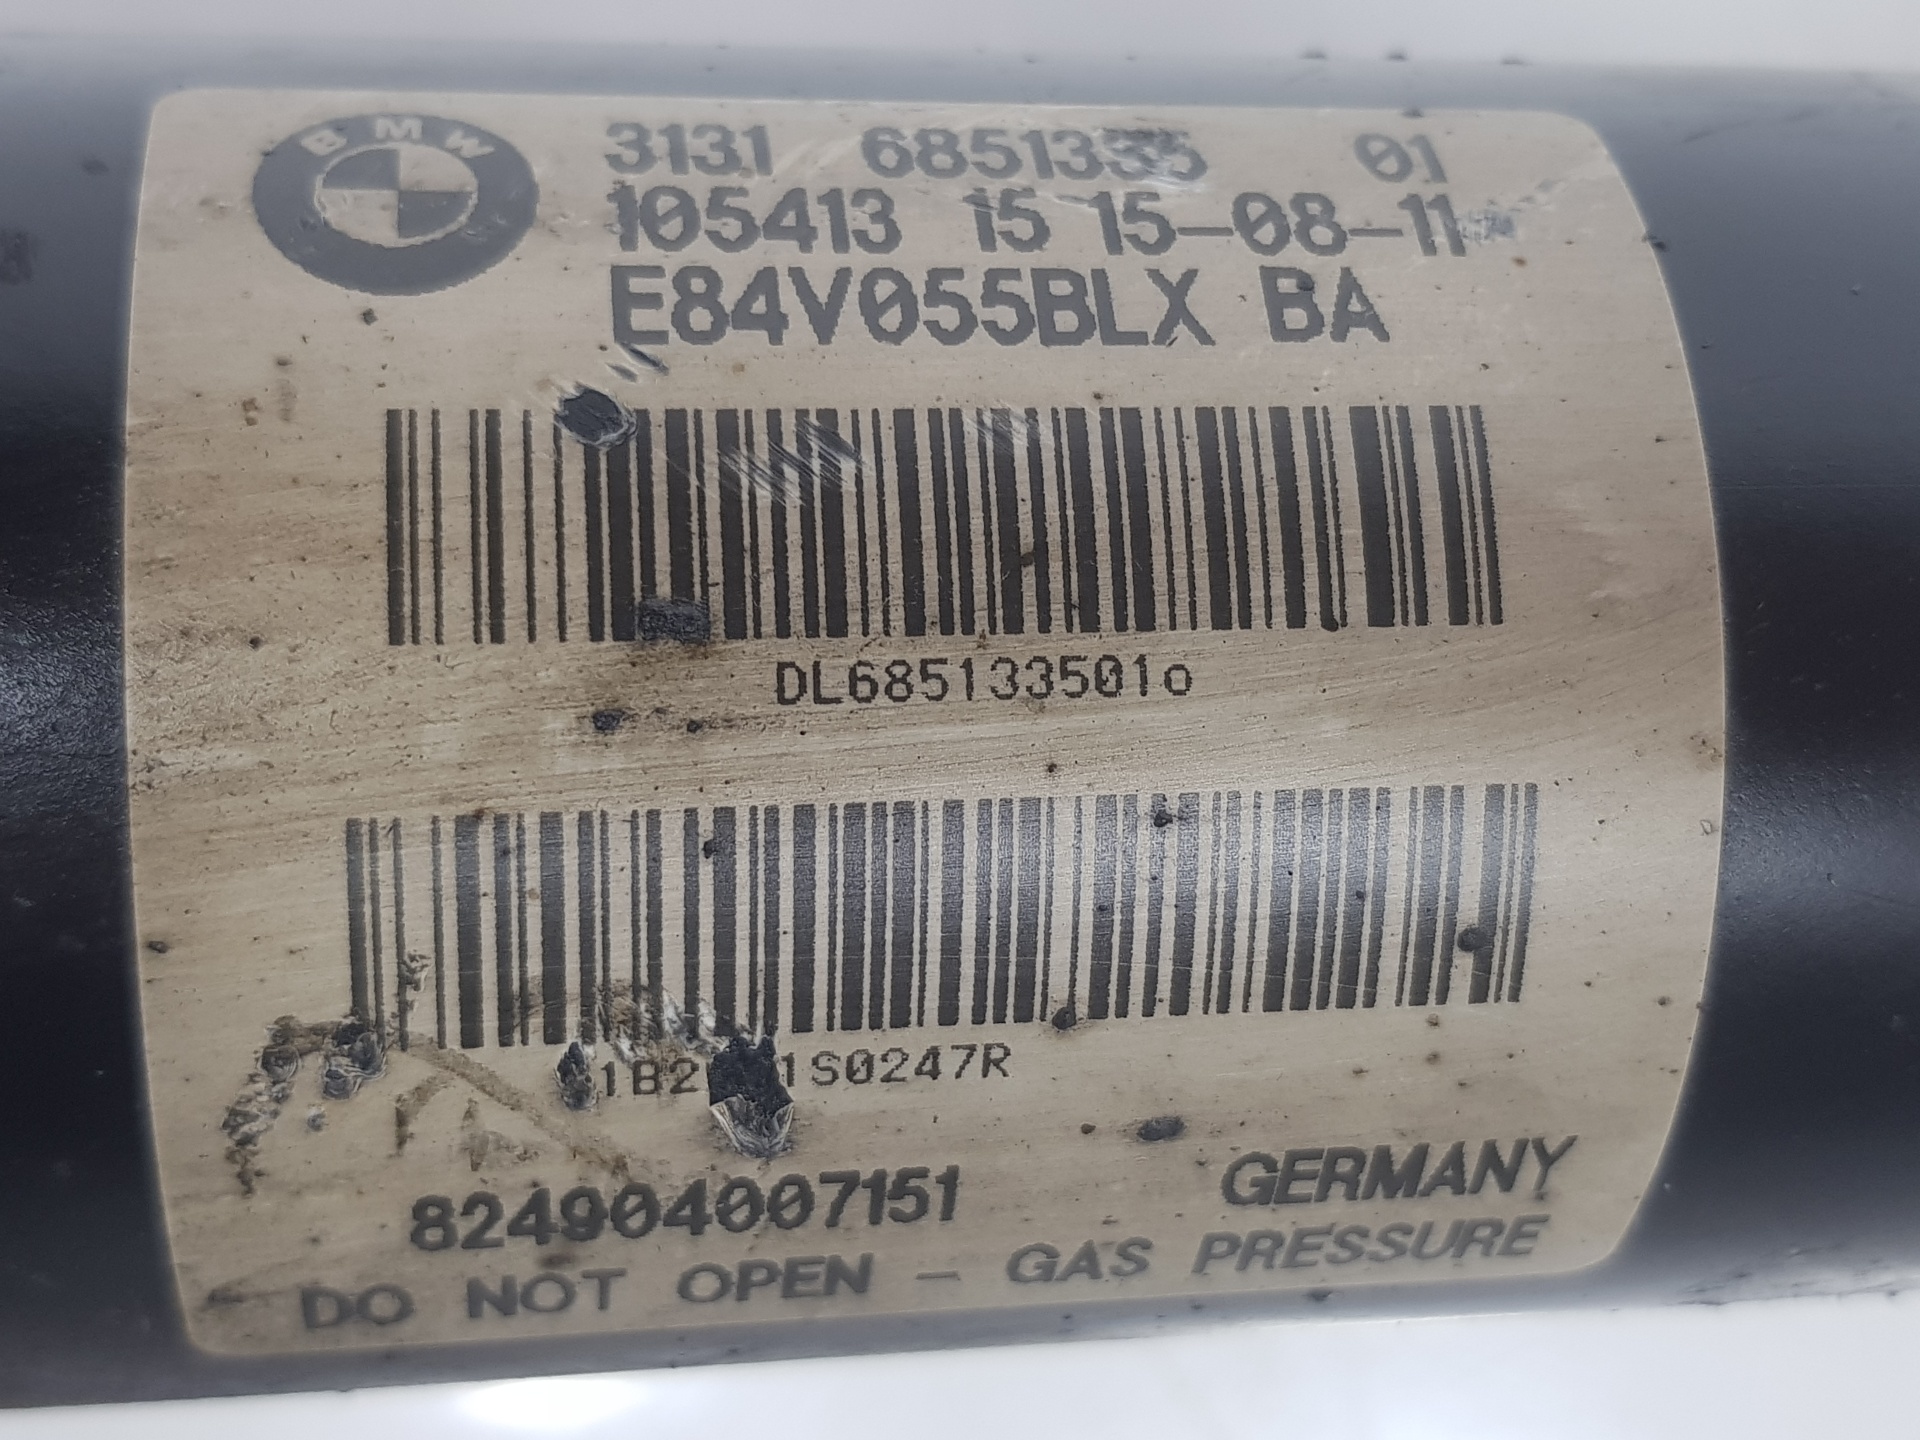 BMW
3131 6851335 01
105413 15 15-08-11
E84V055BLX BA
DL685133501o
824904007151
GERMANY
DO NOT OPEN - GAS PRESSURE